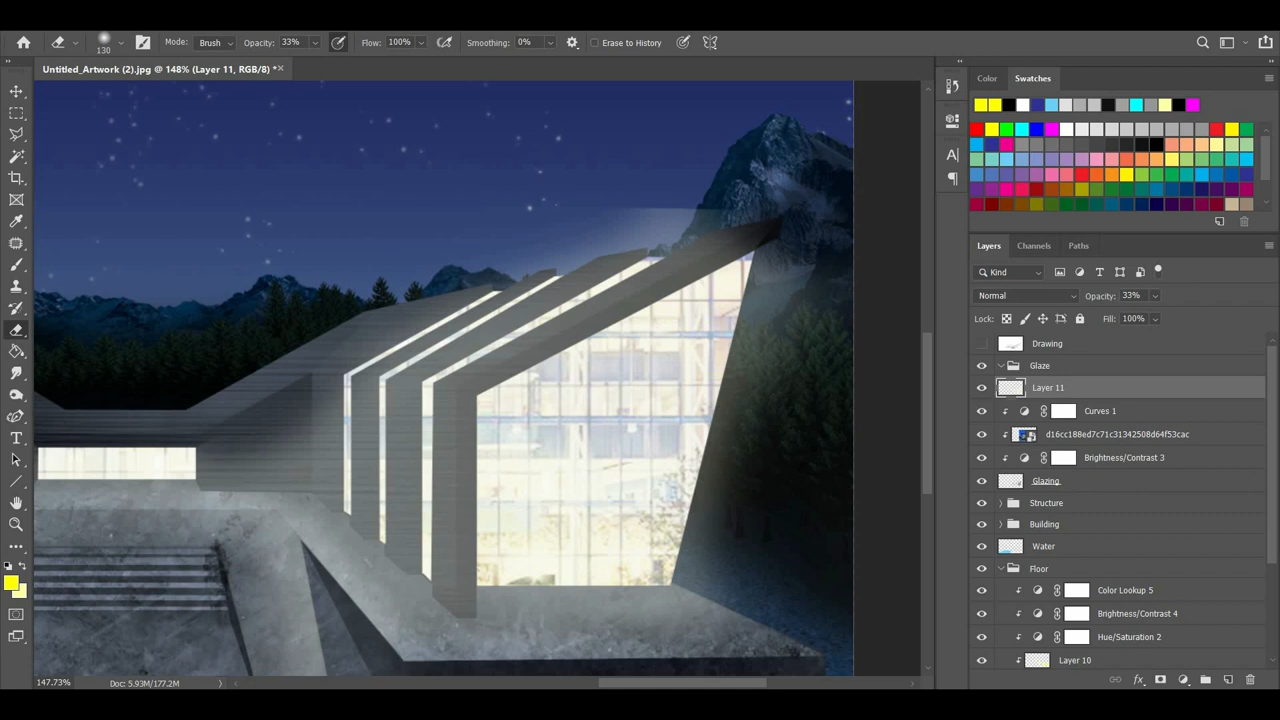 130
Mode: Brush Opacity: 33% Flow: 100% Smoothing: 0% Erase to History
Untitled_Artwork (2).jpg @ 148% (Layer 11, RGB/8) *
Color Swatches
Layers Channels Paths
Kind
Normal Opacity: 33%
Lock: Fill: 100%
Drawing
Glaze
Layer 11
Curves 1
d16cc188ed7c71c31342508d64f53cac
Brightness/Contrast 3
Glazing
Structure
Building
Water
Floor
Color Lookup 5
Brightness/Contrast 4
Hue/Saturation 2
Layer 10
147.73% Doc: 5.93M/177.2M